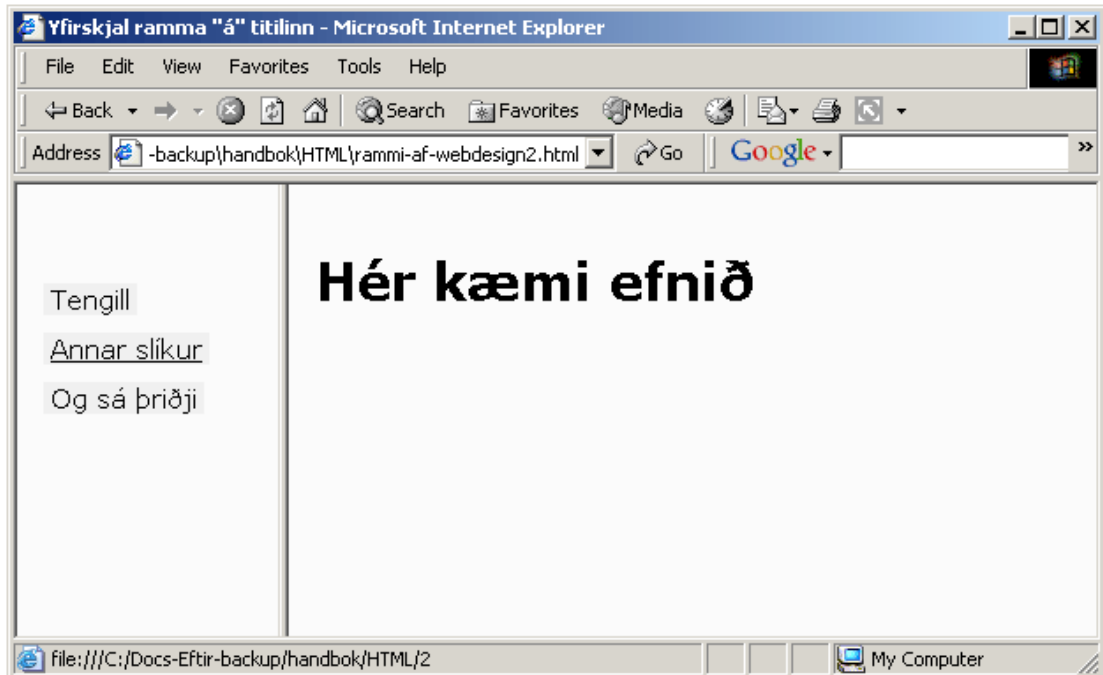 Yfirskjal ramma "á" titilinn - Microsoft Internet Explorer
File Edit View Favorites Tools Help
Back Search Favorites Media
Address -backup\handbok\HTML\rammi-af-webdesign2.html Go Google »
Hér kæmi efnið
Tengill
Annar slíkur
Og sá þriðji
file:///C:/Docs-Eftir-backup/handbok/HTML/2 My Computer